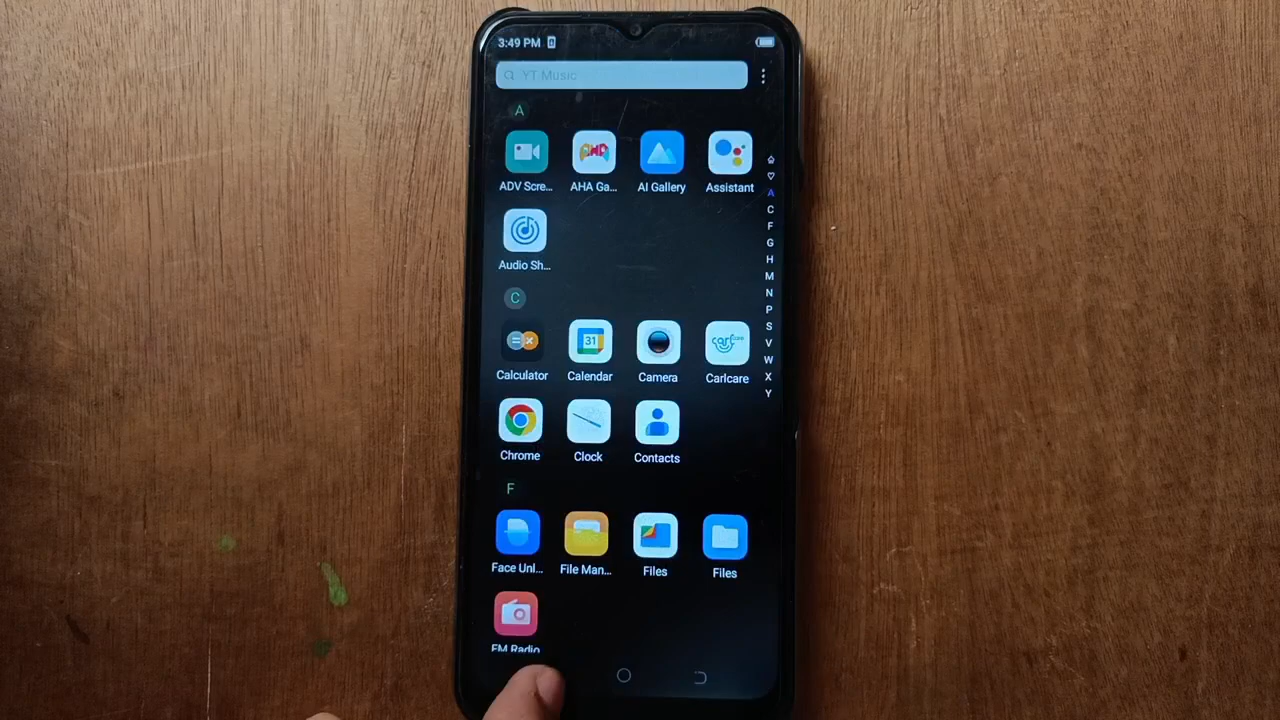 3:49 PM
YT Music
A
ADV Scre...
AHA Ga...
AI Gallery
Assistant
Audio Sh...
C
31
Calculator
Calendar
Camera
Carlcare
Chrome
Clock
Contacts
F
Face Unl...
File Man...
Files
Files
FM Radio
A
C
F
G
H
M
N
P
S
V
W
X
Y